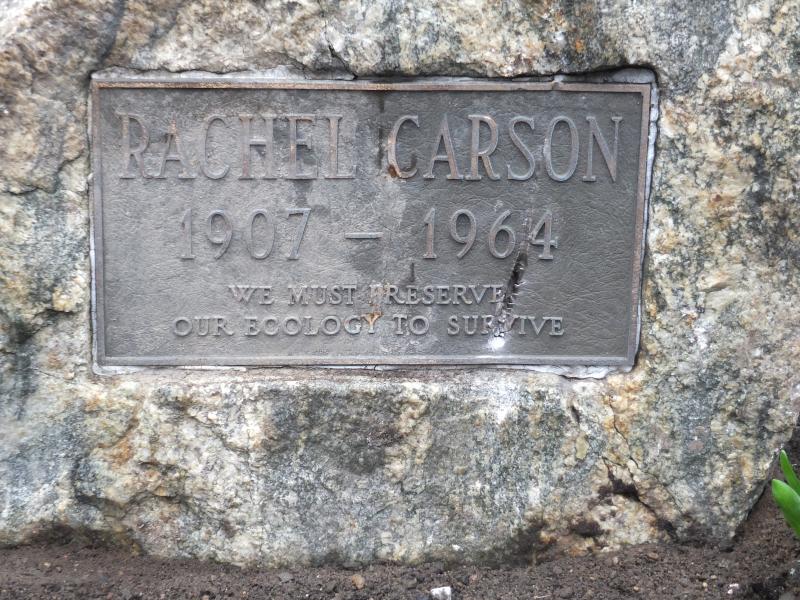 RACHEL CARSON
1907 – 1964
WE MUST PRESERVE
OUR ECOLOGY TO SURVIVE